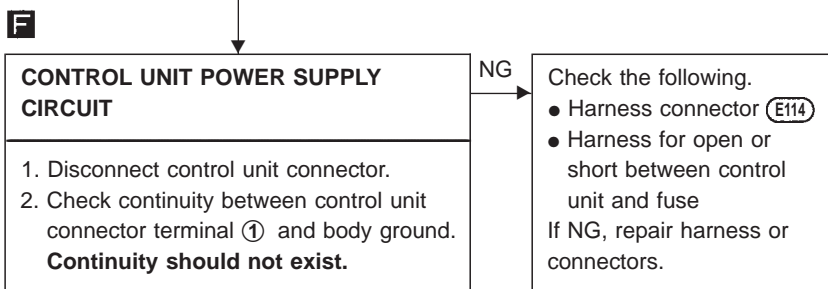 F
CONTROL UNIT POWER SUPPLY
CIRCUIT
1. Disconnect control unit connector.
2. Check continuity between control unit
connector terminal ① and body ground.
Continuity should not exist.
NG
Check the following.
● Harness connector (E114)
● Harness for open or
short between control
unit and fuse
If NG, repair harness or
connectors.